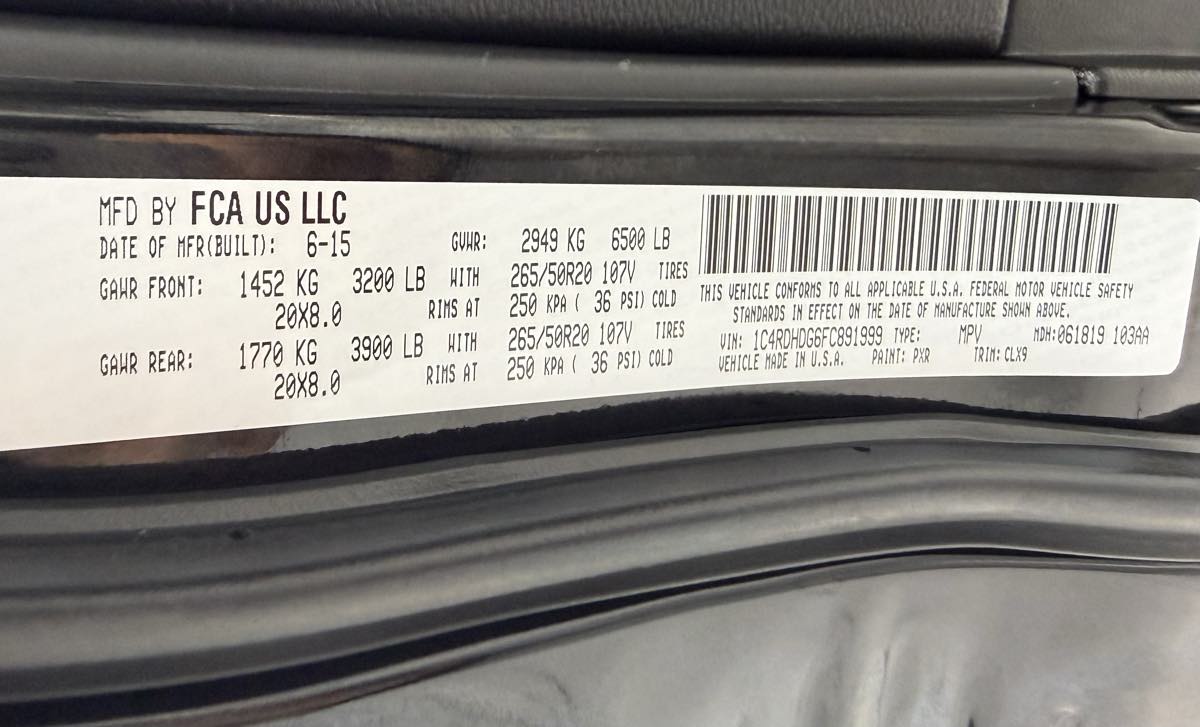 MFD BY FCA US LLC
DATE OF MFR(BUILT): 6-15 GVWR: 2949 KG 6500 LB
GAWR FRONT: 1452 KG 3200 LB WITH 265/50R20 107V TIRES
20X8.0 RIMS AT 250 KPA ( 36 PSI) COLD
GAWR REAR: 1770 KG 3900 LB WITH 265/50R20 107V TIRES
20X8.0 RIMS AT 250 KPA ( 36 PSI) COLD
THIS VEHICLE CONFORMS TO ALL APPLICABLE U.S.A. FEDERAL MOTOR VEHICLE SAFETY
STANDARDS IN EFFECT ON THE DATE OF MANUFACTURE SHOWN ABOVE.
VIN: 1C4RDHDG6FC891999 TYPE: MPV MDH:061819 103AA
VEHICLE MADE IN U.S.A. PAINT: PXR TRIM: CLX9